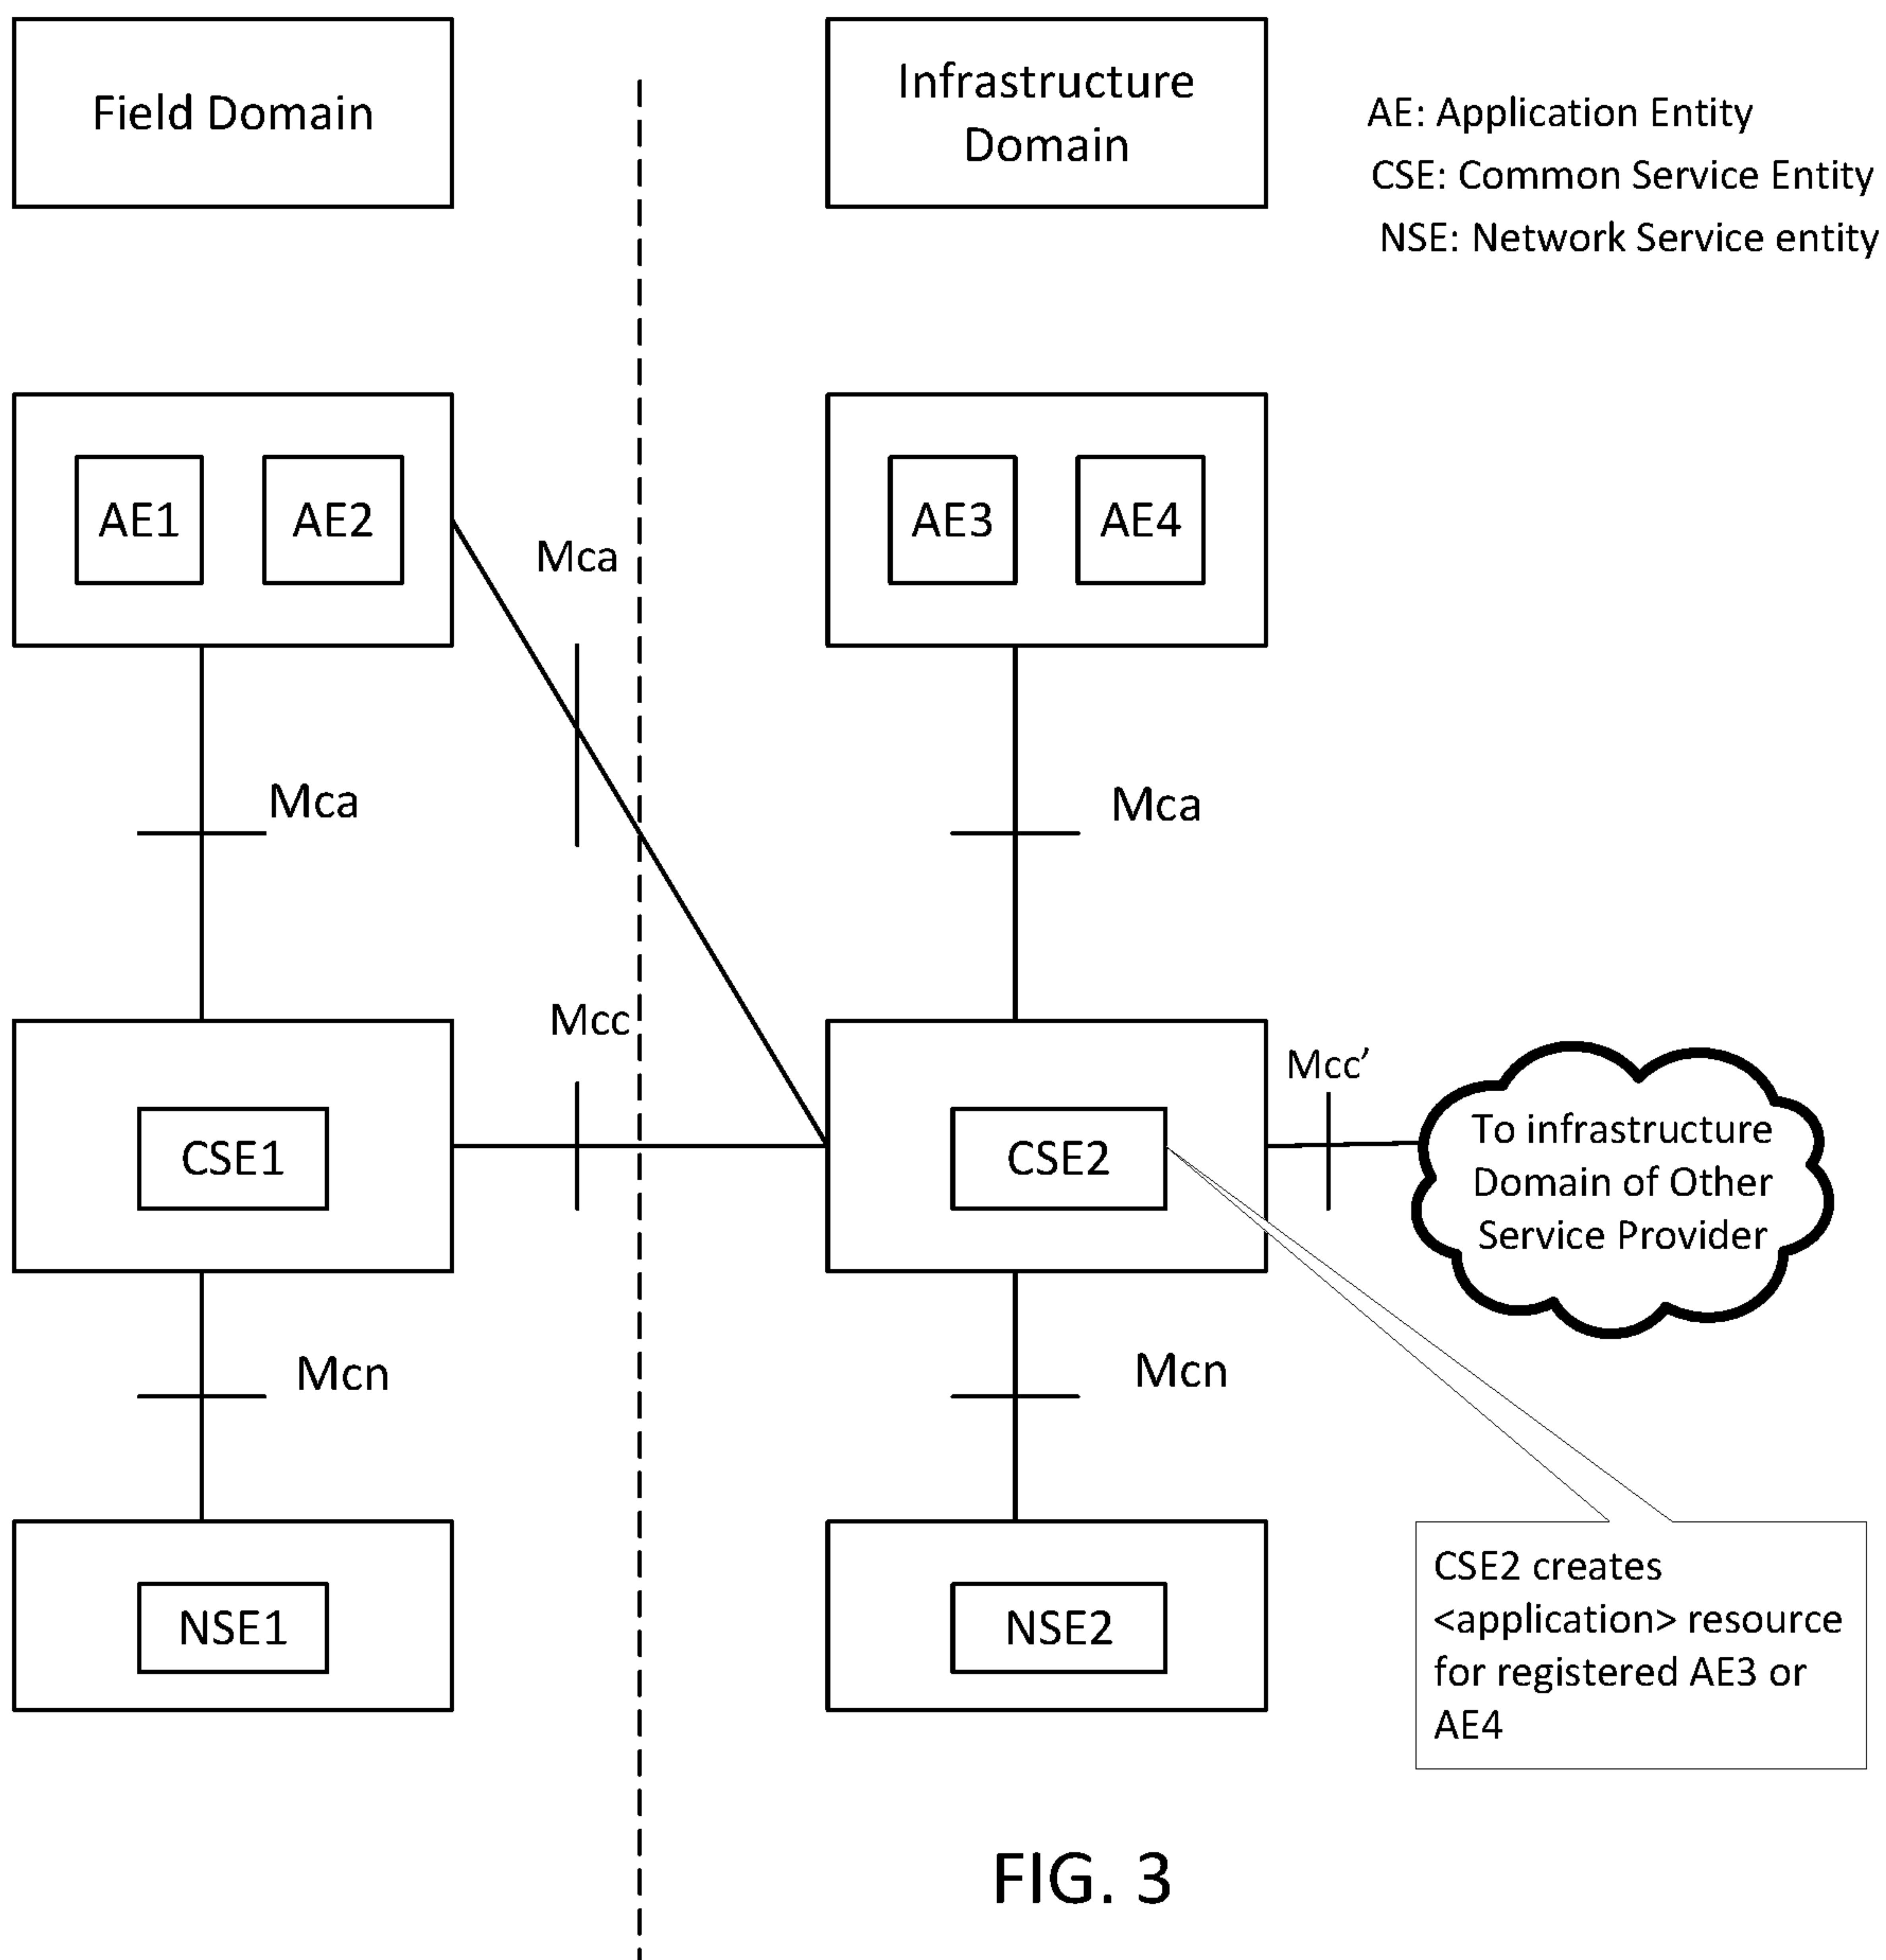 Field Domain
Infrastructure
Domain
AE: Application Entity
CSE: Common Service Entity
NSE: Network Service entity
AE1
AE2
Mca
AE3
AE4
Mca
Mca
Mcc
Mcc’
CSE1
CSE2
To infrastructure
Domain of Other
Service Provider
Mcn
Mcn
NSE1
NSE2
CSE2 creates
<application> resource
for registered AE3 or
AE4
FIG. 3